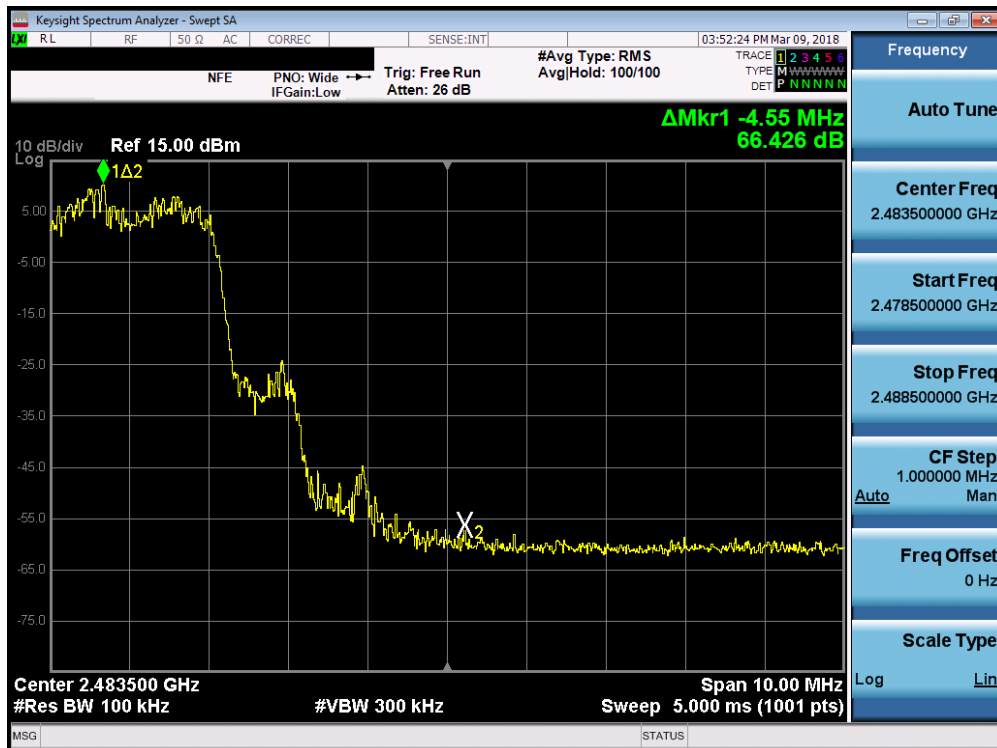 Keysight Spectrum Analyzer - Swept SA
LXI RL RF 50 Ω AC CORREC SENSE:INT 03:52:24 PM Mar 09, 2018
Frequency
NFE
PNO: Wide
IFGain:Low
Trig: Free Run
Atten: 26 dB
#Avg Type: RMS
Avg|Hold: 100/100
TRACE 1 2 3 4 5 6
TYPE M WWWWW
DET P N N N N N
Auto Tune
ΔMkr1 -4.55 MHz
66.426 dB
10 dB/div Ref 15.00 dBm
Log
1Δ2
5.00
-5.00
-15.0
-25.0
-35.0
-45.0
-55.0
-65.0
-75.0
X2
Center Freq
2.483500000 GHz
Start Freq
2.478500000 GHz
Stop Freq
2.488500000 GHz
CF Step
1.000000 MHz
Auto Man
Freq Offset
0 Hz
Scale Type
Log Lin
Center 2.483500 GHz Span 10.00 MHz
#Res BW 100 kHz #VBW 300 kHz Sweep 5.000 ms (1001 pts)
MSG STATUS